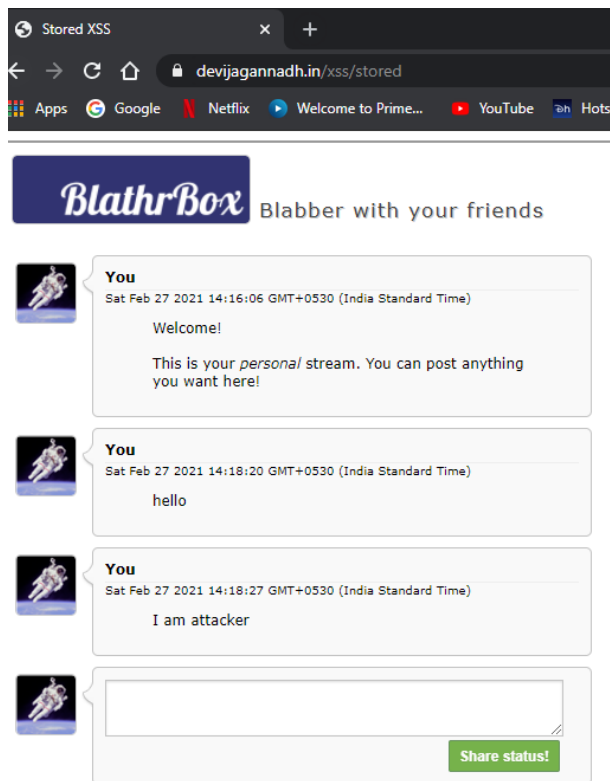 Stored XSS
devijagannadh.in/xss/stored
Apps Google Netflix Welcome to Prime... YouTube Hots
BlathrBox Blabber with your friends
You
Sat Feb 27 2021 14:16:06 GMT+0530 (India Standard Time)
Welcome!
This is your personal stream. You can post anything
you want here!
You
Sat Feb 27 2021 14:18:20 GMT+0530 (India Standard Time)
hello
You
Sat Feb 27 2021 14:18:27 GMT+0530 (India Standard Time)
I am attacker
Share status!